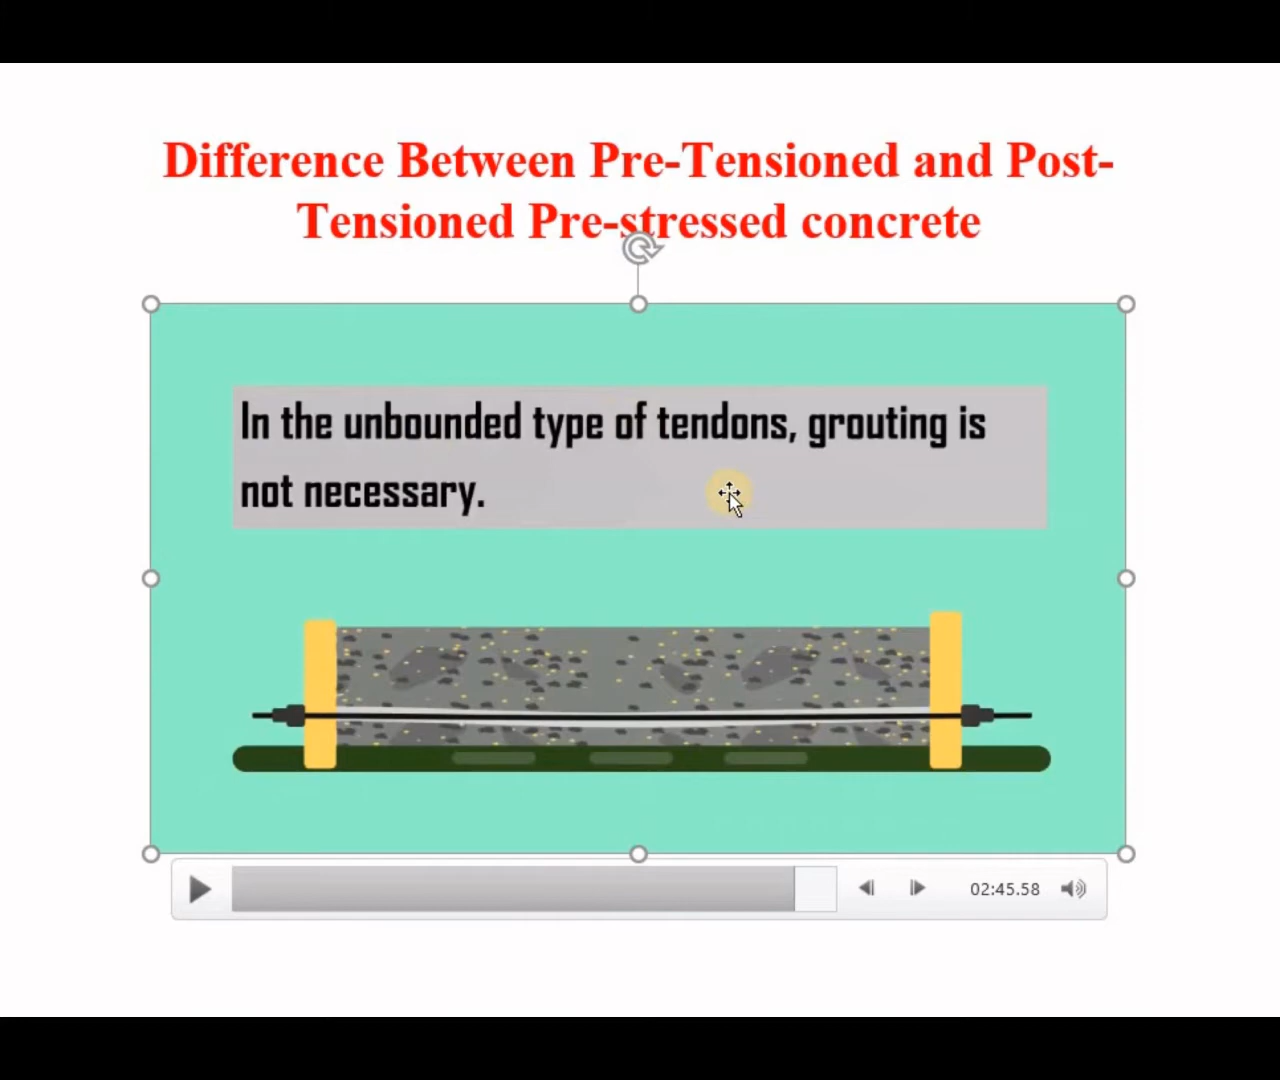 Difference Between Pre-Tensioned and Post-
Tensioned Pre-stressed concrete
In the unbounded type of tendons, grouting is
not necessary.
02:45.58